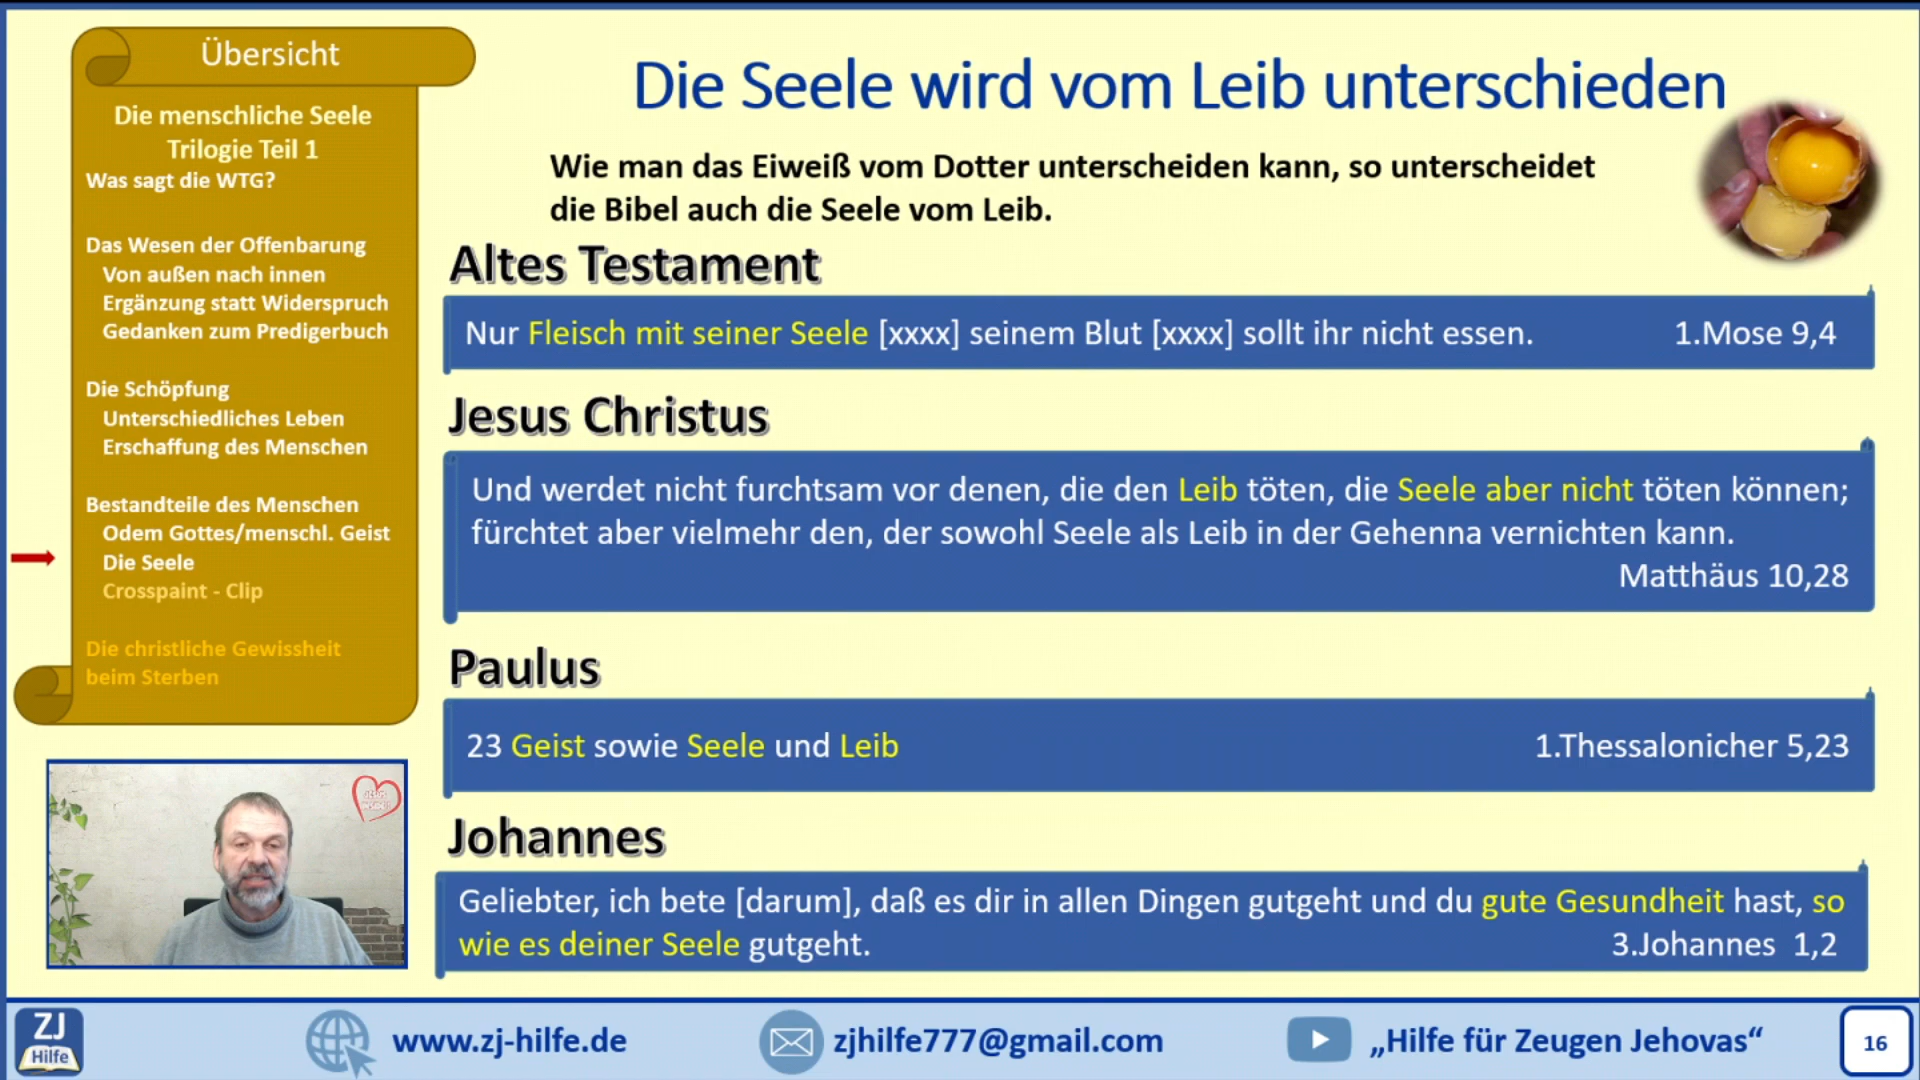 Übersicht
Die menschliche Seele
Trilogie Teil 1
Was sagt die WTG?
Das Wesen der Offenbarung
Von außen nach innen
Ergänzung statt Widerspruch
Gedanken zum Predigerbuch
Die Schöpfung
Unterschiedliches Leben
Erschaffung des Menschen
Bestandteile des Menschen
Odem Gottes/menschl. Geist
Die Seele
Crosspaint - Clip
Die christliche Gewissheit
beim Sterben
Die Seele wird vom Leib unterschieden
Wie man das Eiweiß vom Dotter unterscheiden kann, so unterscheidet
die Bibel auch die Seele vom Leib.
Altes Testament
Nur Fleisch mit seiner Seele [xxxx] seinem Blut [xxxx] sollt ihr nicht essen. 1.Mose 9,4
Jesus Christus
Und werdet nicht furchtsam vor denen, die den Leib töten, die Seele aber nicht töten können;
fürchtet aber vielmehr den, der sowohl Seele als Leib in der Gehenna vernichten kann.
Matthäus 10,28
Paulus
23 Geist sowie Seele und Leib 1.Thessalonicher 5,23
Johannes
Geliebter, ich bete [darum], daß es dir in allen Dingen gutgeht und du gute Gesundheit hast, so
wie es deiner Seele gutgeht. 3.Johannes 1,2
JESUS
INSIDE
ZJ
Hilfe
www.zj-hilfe.de
zjhilfe777@gmail.com
„Hilfe für Zeugen Jehovas“
16